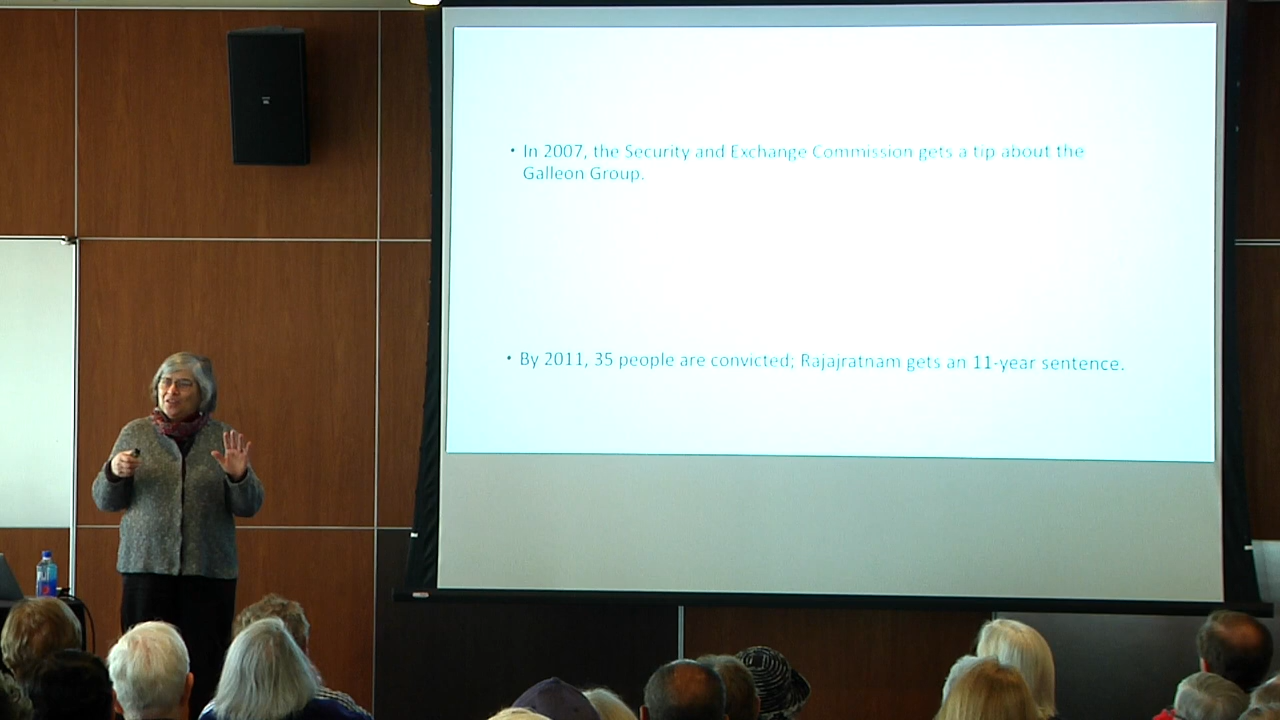 • In 2007, the Security and Exchange Commission gets a tip about the
Galleon Group.
• By 2011, 35 people are convicted; Rajajratnam gets an 11-year sentence.